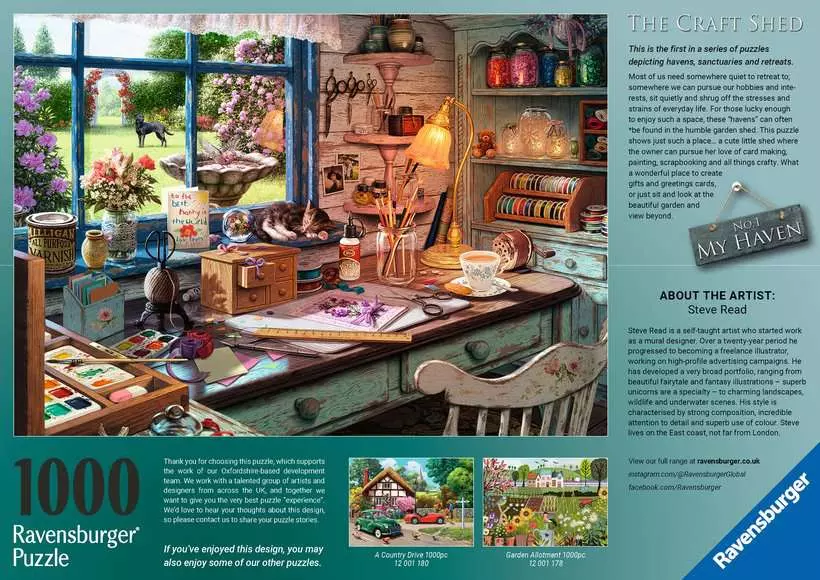 THE CRAFT SHED
This is the first in a series of puzzles
depicting havens, sanctuaries and retreats.
Most of us need somewhere quiet to retreat to;
somewhere we can pursue our hobbies and inte-
rests, sit quietly and shrug off the stresses and
strains of everyday life. For those lucky enough
to enjoy such a space, these "havens" can often
*be found in the humble garden shed. This puzzle
shows just such a place... a cute little shed where
the owner can pursue her love of card making,
painting, scrapbooking and all things crafty. What
a wonderful place to create
gifts and greetings cards,
or just sit and look at the
beautiful garden and
view beyond.
NO.1
MY HAVEN
to the
best
Nanny in
the World
MILLIGAN
ALL PURPOSE
VARNISH
ABOUT THE ARTIST:
Steve Read
Steve Read is a self-taught artist who started work
as a mural designer. Over a twenty-year period he
progressed to becoming a freelance illustrator,
working on high-profile advertising campaigns. He
has developed a very broad portfolio, ranging from
beautiful fairytale and fantasy illustrations – superb
unicorns are a specialty – to charming landscapes,
wildlife and underwater scenes. His style is
characterised by strong composition, incredible
attention to detail and superb use of colour. Steve
lives on the East coast, not far from London.
View our full range at ravensburger.co.uk
instagram.com/@RavensburgerGlobal
facebook.com/Ravensburger
Ravensburger
1000
Ravensburger®
Puzzle
Thank you for choosing this puzzle, which supports
the work of our Oxfordshire-based development
team. We work with a talented group of artists and
designers from across the UK, and together we
want to give you the very best puzzle "experience".
We'd love to hear your thoughts about this design,
so please contact us to share your puzzle stories.
If you've enjoyed this design, you may
also enjoy some of our other puzzles.
A Country Drive 1000pc
12 001 180
Garden Allotment 1000pc
12 001 178